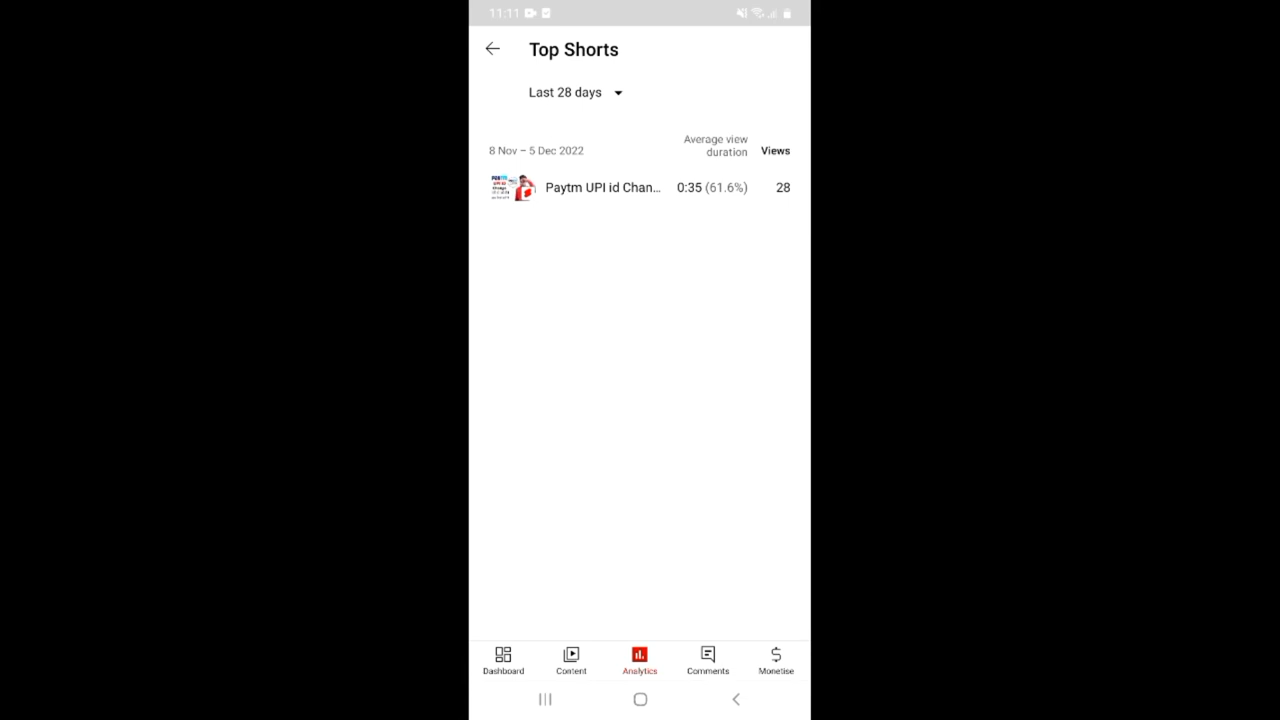 11:11
Top Shorts
Last 28 days
8 Nov – 5 Dec 2022
Average view
duration
Views
Paytm UPI id Chan...
0:35 (61.6%)
28
Dashboard
Content
Analytics
Comments
Monetise